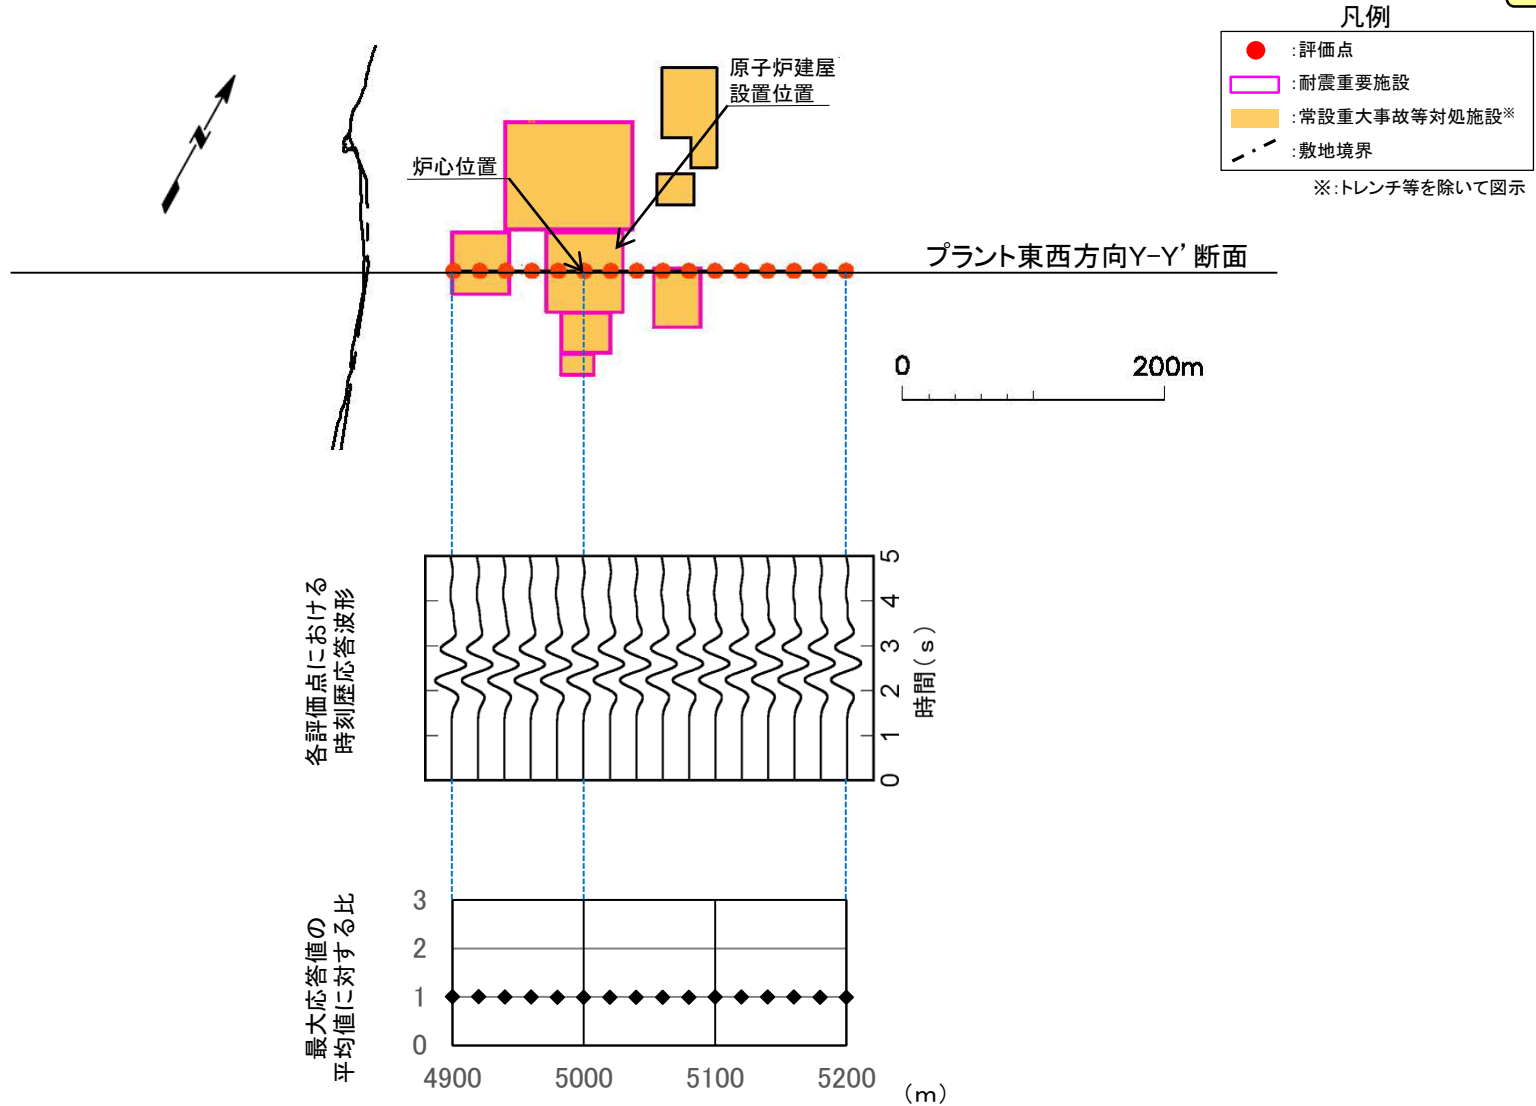 凡例
：評価点
：耐震重要施設
：常設重大事故等対処施設※
：敷地境界
※：トレンチ等を除いて図示
N
原子炉建屋
設置位置
炉心位置
プラント東西方向Y-Y’断面
0 200m
各評価点における
時刻歴応答波形
5
4
3
2
1
0
時間(s)
最大応答値の
平均値に対する比
3
2
1
0
4900 5000 5100 5200
(m)